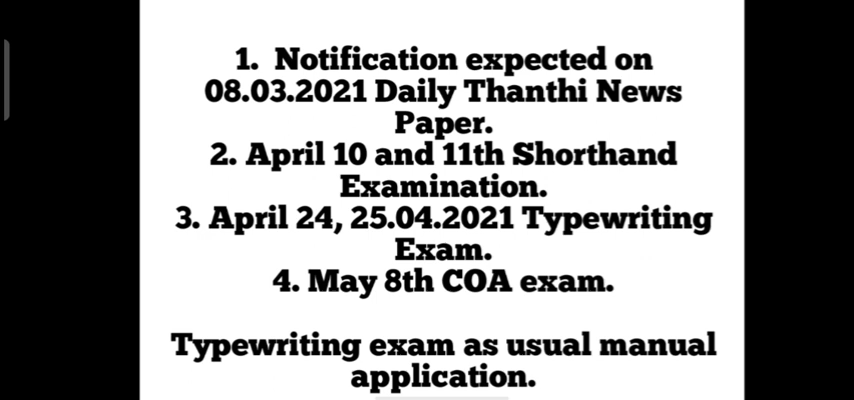 1. Notification expected on
08.03.2021 Daily Thanthi News
Paper.
2. April 10 and 11th Shorthand
Examination.
3. April 24, 25.04.2021 Typewriting
Exam.
4. May 8th COA exam.
Typewriting exam as usual manual
application.